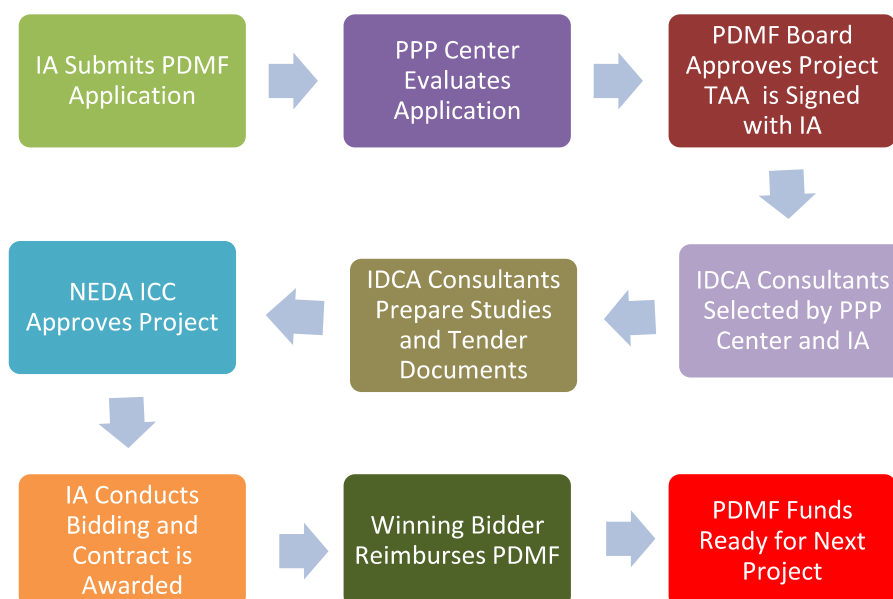 IA Submits PDMF
Application
PPP Center
Evaluates
Application
PDMF Board
Approves Project
TAA is Signed
with IA
IDCA Consultants
Selected by PPP
Center and IA
IDCA Consultants
Prepare Studies
and Tender
Documents
NEDA ICC
Approves Project
IA Conducts
Bidding and
Contract is
Awarded
Winning Bidder
Reimburses PDMF
PDMF Funds
Ready for Next
Project